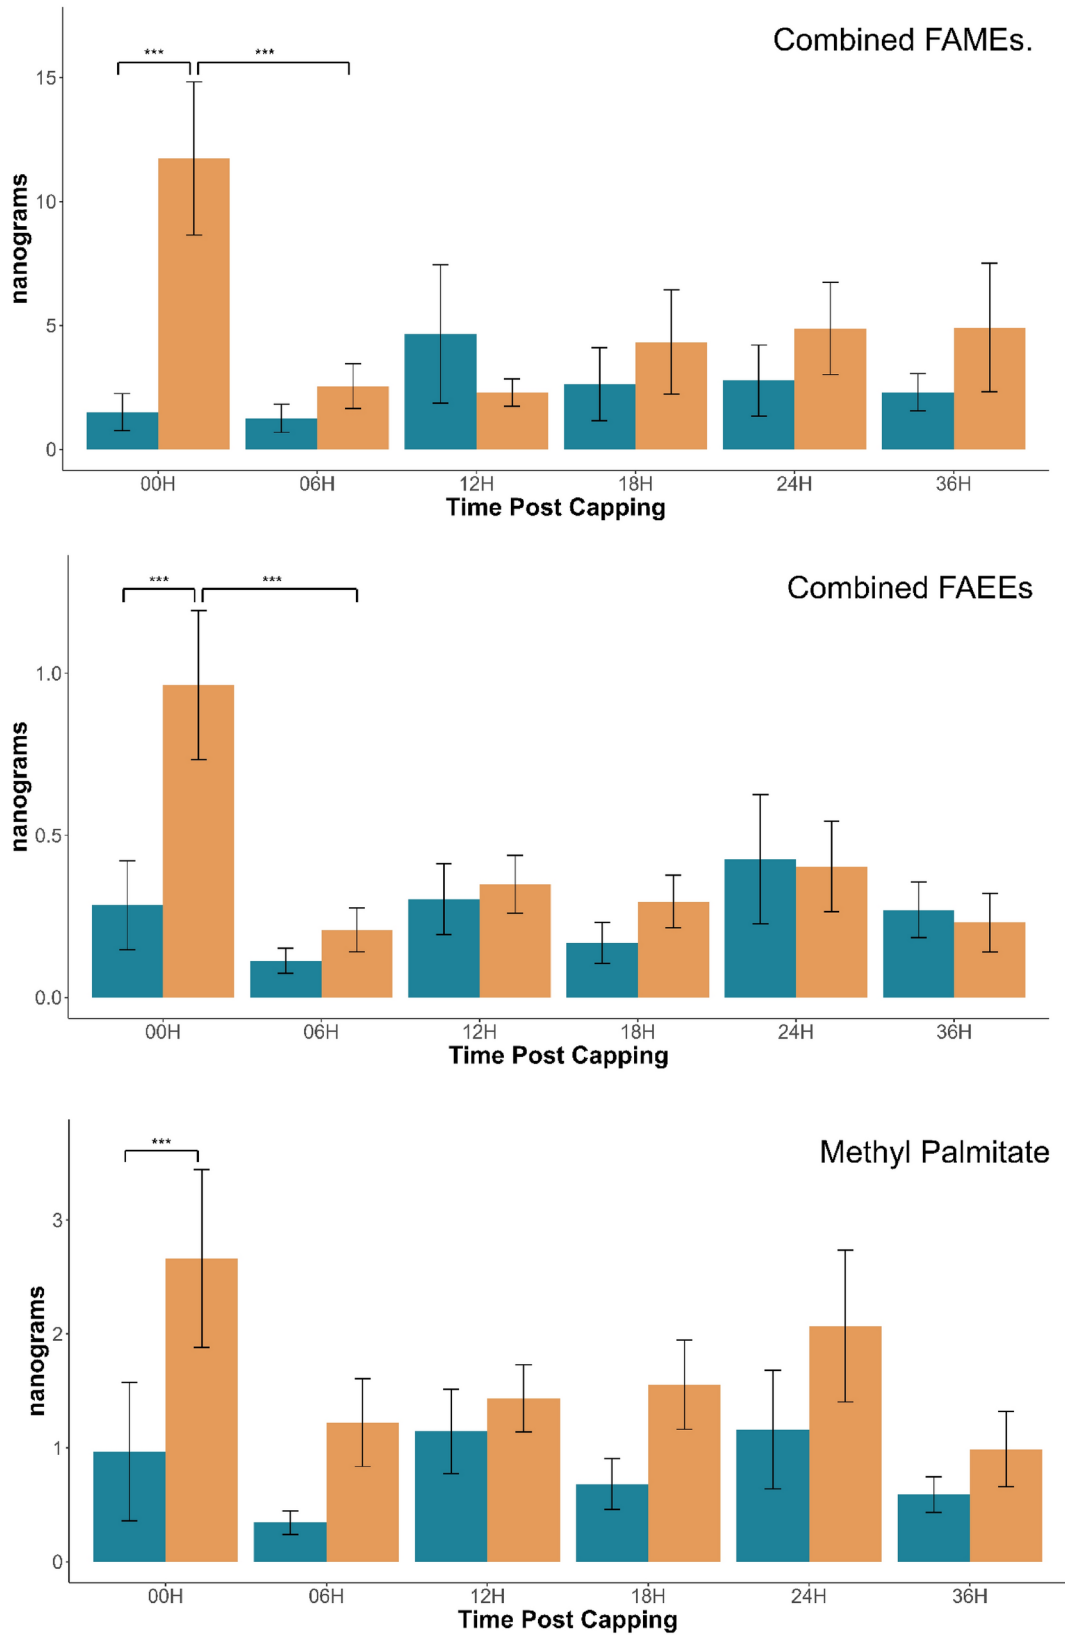 Combined FAMEs.
*** ***
15
10
5
0
nanograms
00H 06H 12H 18H 24H 36H
Time Post Capping
Combined FAEEs
*** ***
1.0
0.5
0.0
nanograms
00H 06H 12H 18H 24H 36H
Time Post Capping
Methyl Palmitate
***
3
2
1
0
nanograms
00H 06H 12H 18H 24H 36H
Time Post Capping